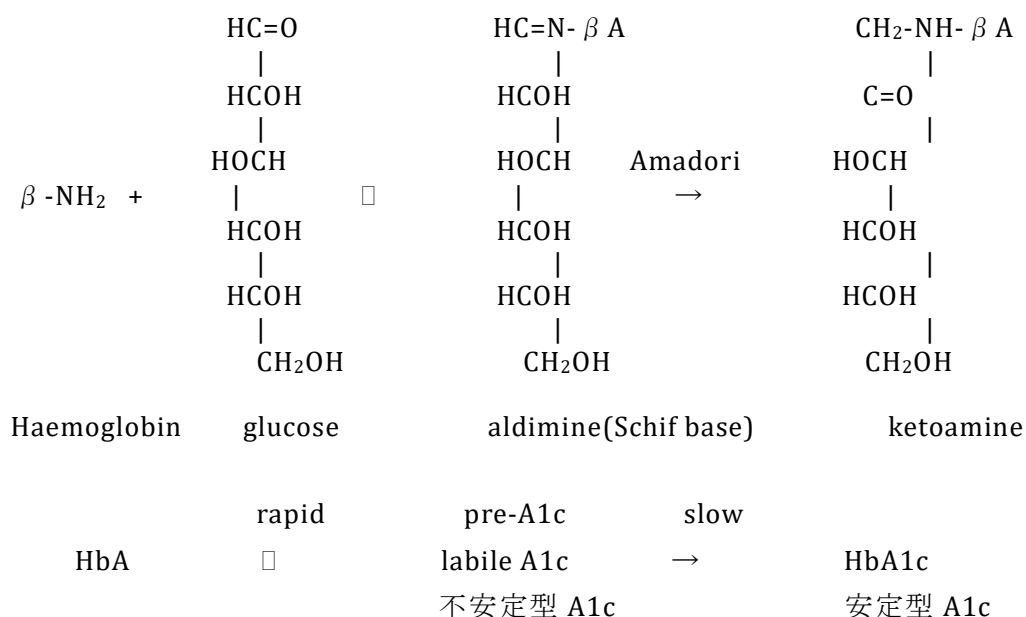 HC=O HC=N- β A CH₂-NH- β A
| | |
HCOH HCOH C=O
| | |
HOCH HOCH Amadori HOCH
β -NH₂ + | □ | → |
HCOH HCOH HCOH
| | |
HCOH HCOH HCOH
| | |
CH₂OH CH₂OH CH₂OH
Haemoglobin glucose aldimine(Schif base) ketoamine
rapid pre-A1c slow
HbA □ labile A1c → HbA1c
不安定型 A1c 安定型 A1c